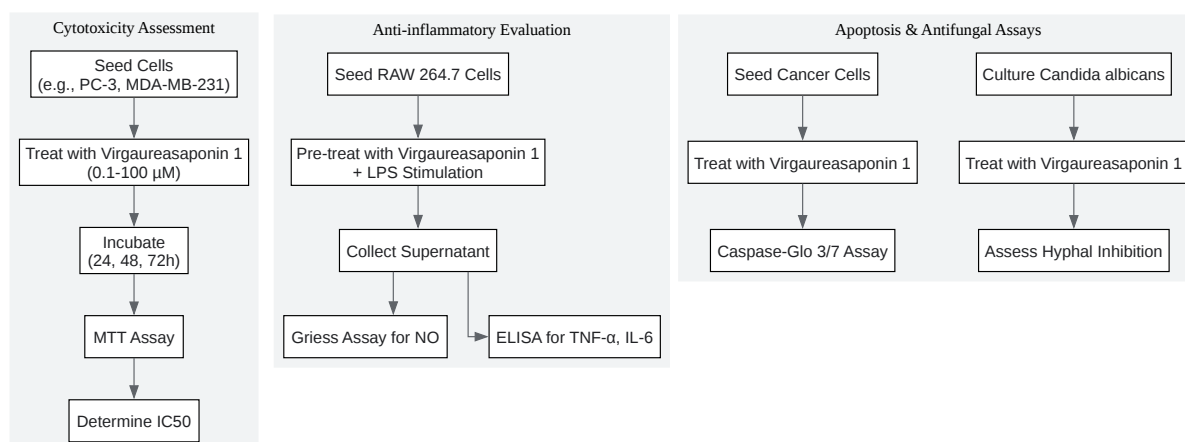 Cytotoxicity Assessment
Seed Cells
(e.g., PC-3, MDA-MB-231)
Treat with Virgaureasaponin 1
(0.1-100 µM)
Incubate
(24, 48, 72h)
MTT Assay
Determine IC50
Anti-inflammatory Evaluation
Seed RAW 264.7 Cells
Pre-treat with Virgaureasaponin 1
+ LPS Stimulation
Collect Supernatant
Griess Assay for NO
ELISA for TNF-α, IL-6
Apoptosis & Antifungal Assays
Seed Cancer Cells
Treat with Virgaureasaponin 1
Caspase-Glo 3/7 Assay
Culture Candida albicans
Treat with Virgaureasaponin 1
Assess Hyphal Inhibition